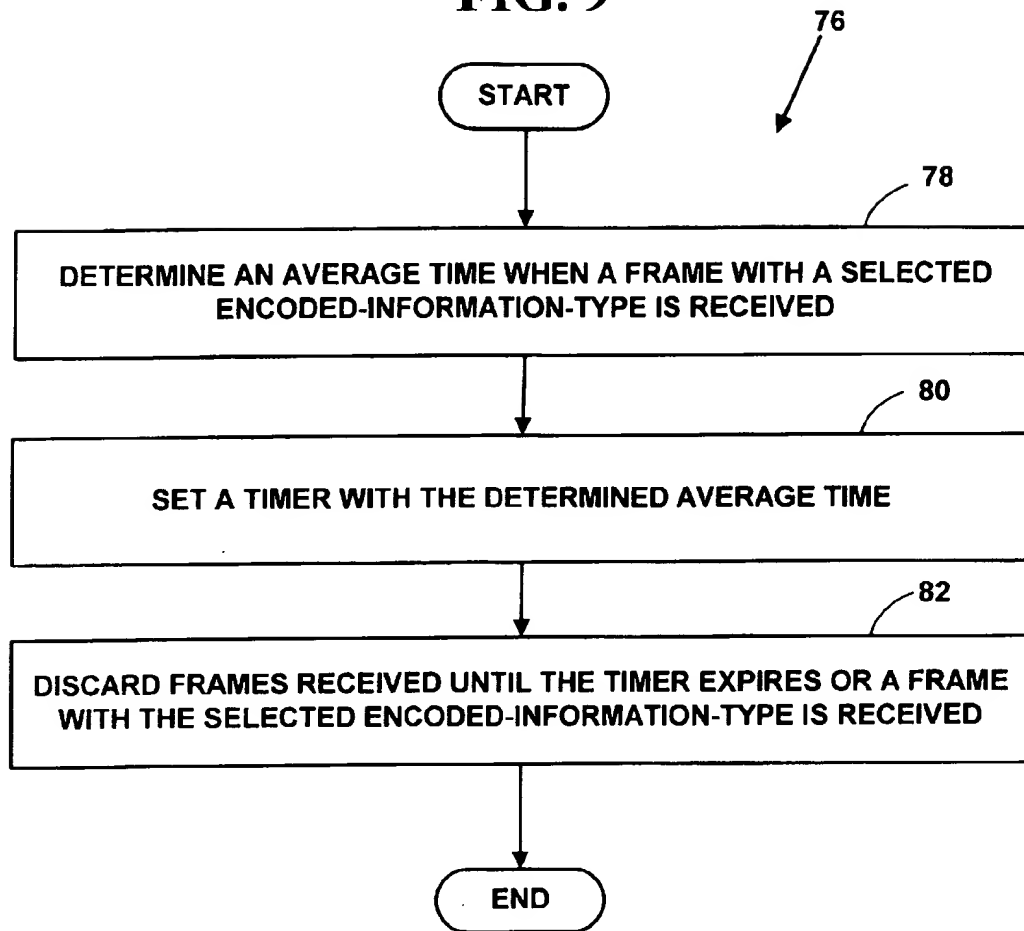 FIG. 9
76
START
78
DETERMINE AN AVERAGE TIME WHEN A FRAME WITH A SELECTED
ENCODED-INFORMATION-TYPE IS RECEIVED
80
SET A TIMER WITH THE DETERMINED AVERAGE TIME
82
DISCARD FRAMES RECEIVED UNTIL THE TIMER EXPIRES OR A FRAME
WITH THE SELECTED ENCODED-INFORMATION-TYPE IS RECEIVED
END